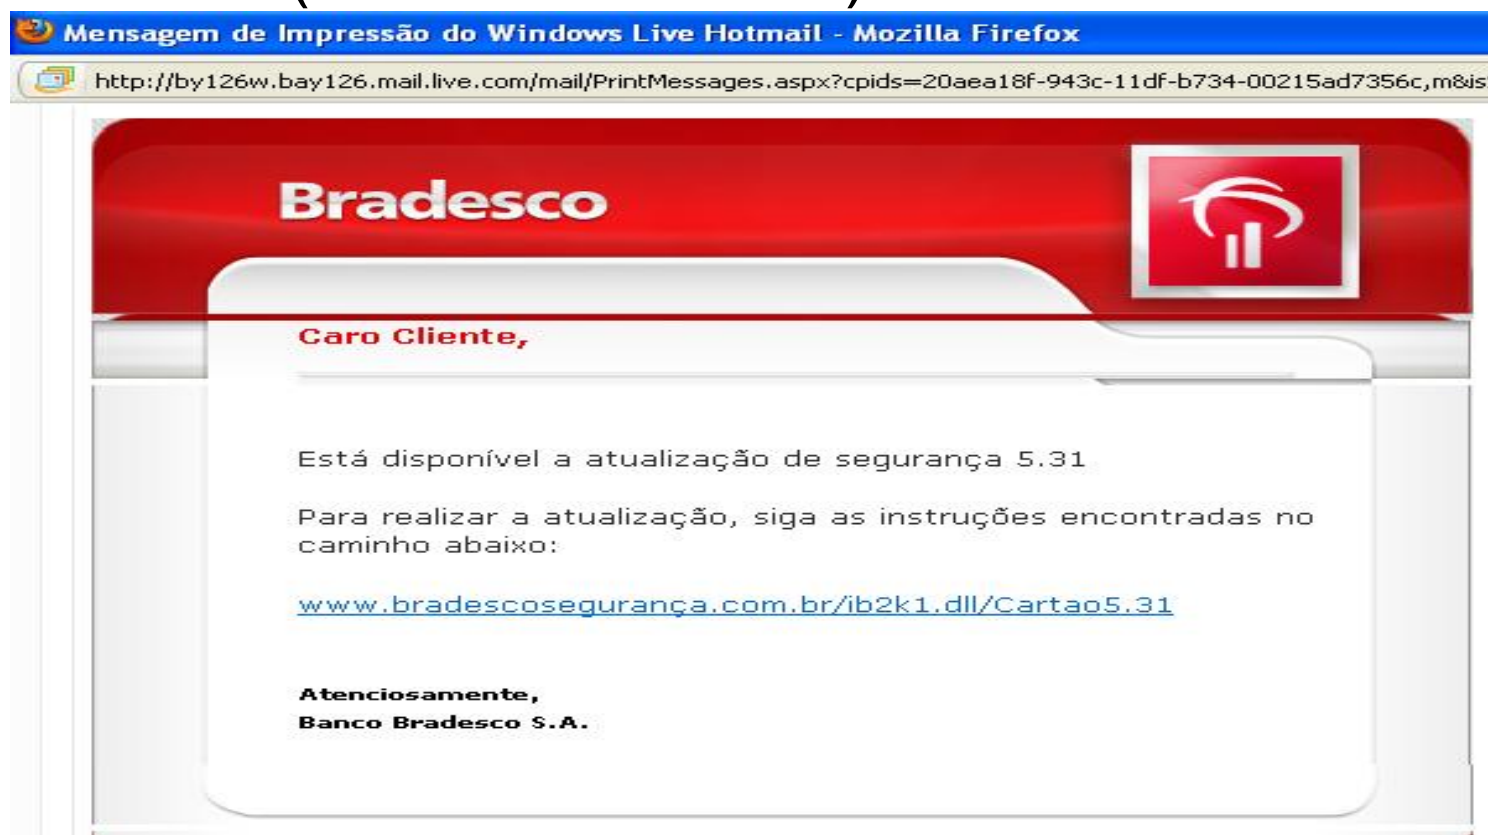 Mensagem de Impressão do Windows Live Hotmail - Mozilla Firefox
http://by126w.bay126.mail.live.com/mail/PrintMessages.aspx?cpids=20aea18f-943c-11df-b734-00215ad7356c,m&is
Bradesco
Caro Cliente,
Está disponível a atualização de segurança 5.31
Para realizar a atualização, siga as instruções encontradas no
caminho abaixo:
www.bradescosegurança.com.br/ib2k1.dll/Cartao5.31
Atenciosamente,
Banco Bradesco S.A.